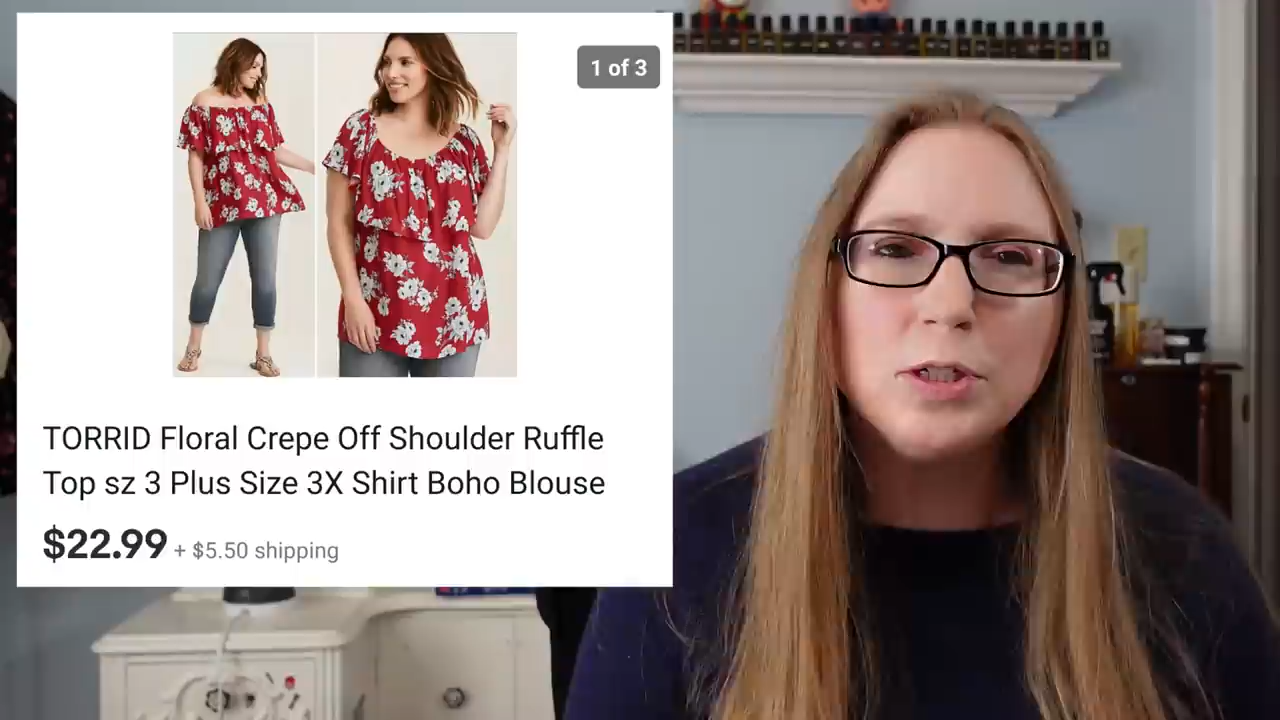 1 of 3
TORRID Floral Crepe Off Shoulder Ruffle
Top sz 3 Plus Size 3X Shirt Boho Blouse
$22.99 + $5.50 shipping